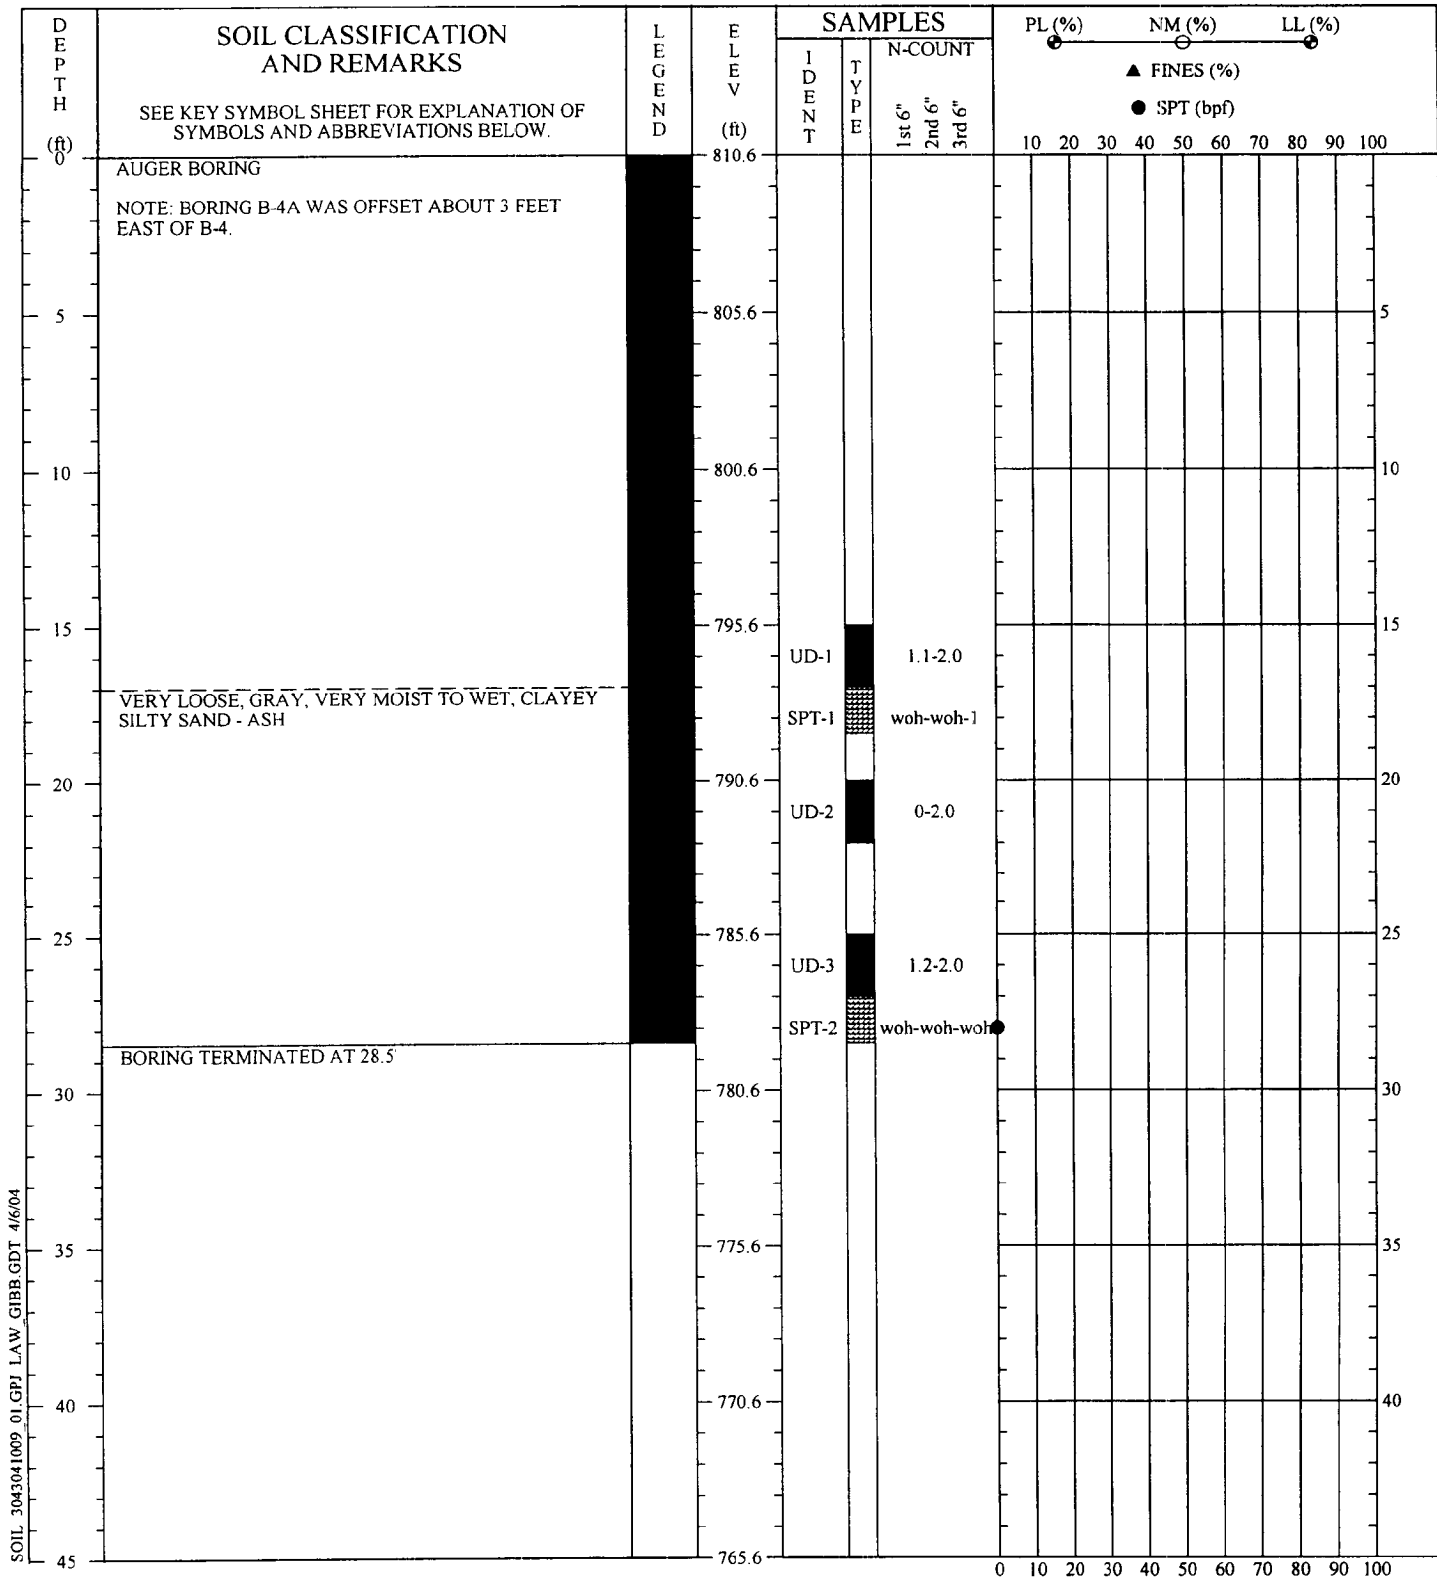 DEPTH (ft)
SOIL CLASSIFICATION
AND REMARKS
SEE KEY SYMBOL SHEET FOR EXPLANATION OF
SYMBOLS AND ABBREVIATIONS BELOW.
LEGEND
ELEV (ft)
SAMPLES
IDENT
TYPE
N-COUNT
1st 6"
2nd 6"
3rd 6"
PL (%) NM (%) LL (%)
▲ FINES (%)
● SPT (bpf)
10 20 30 40 50 60 70 80 90 100
0 810.6
AUGER BORING
NOTE: BORING B-4A WAS OFFSET ABOUT 3 FEET
EAST OF B-4.
5 805.6 5
10 800.6 10
15 795.6 15
UD-1 1.1-2.0
VERY LOOSE, GRAY, VERY MOIST TO WET, CLAYEY
SILTY SAND - ASH
SPT-1 woh-woh-1
20 790.6 20
UD-2 0-2.0
25 785.6 25
UD-3 1.2-2.0
SPT-2 woh-woh-woh
BORING TERMINATED AT 28.5'
30 780.6 30
35 775.6 35
40 770.6 40
45 765.6
0 10 20 30 40 50 60 70 80 90 100
SOIL 3043041009_01.GPJ LAW_GIBB.GDT 4/6/04